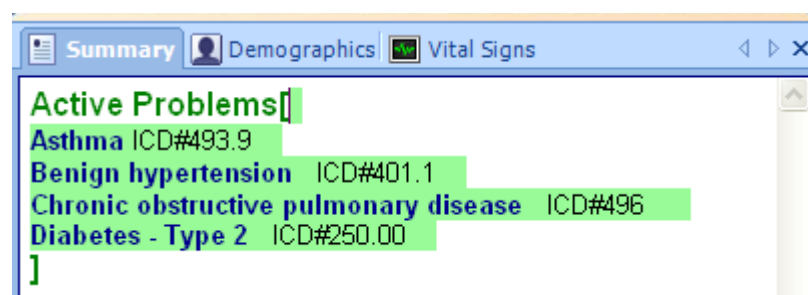 Summary Demographics Vital Signs
Active Problems[
Asthma ICD#493.9
Benign hypertension ICD#401.1
Chronic obstructive pulmonary disease ICD#496
Diabetes - Type 2 ICD#250.00
]